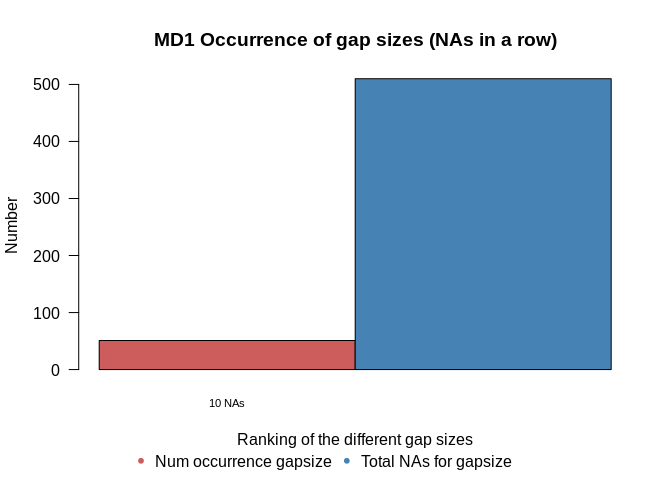 MD1 Occurrence of gap sizes (NAs in a row)
500
400
300
200
100
0
Number
10 NAs
Ranking of the different gap sizes
Num occurrence gapsize Total NAs for gapsize